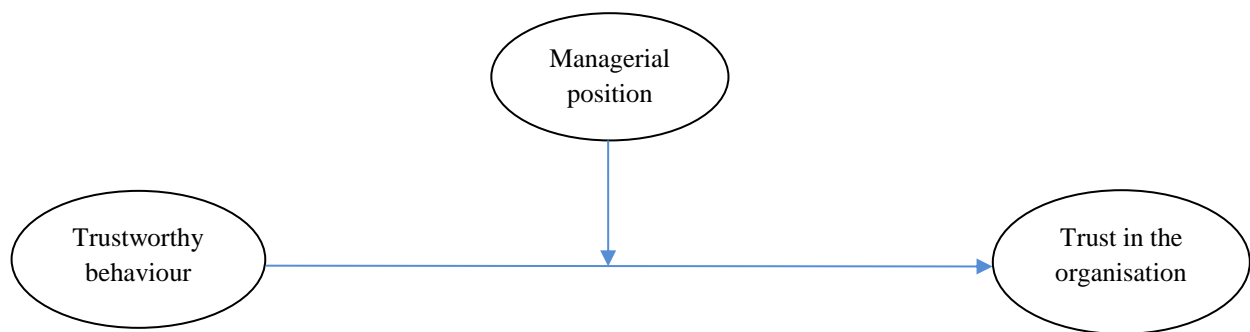 Managerial
position
Trustworthy
behaviour
Trust in the
organisation